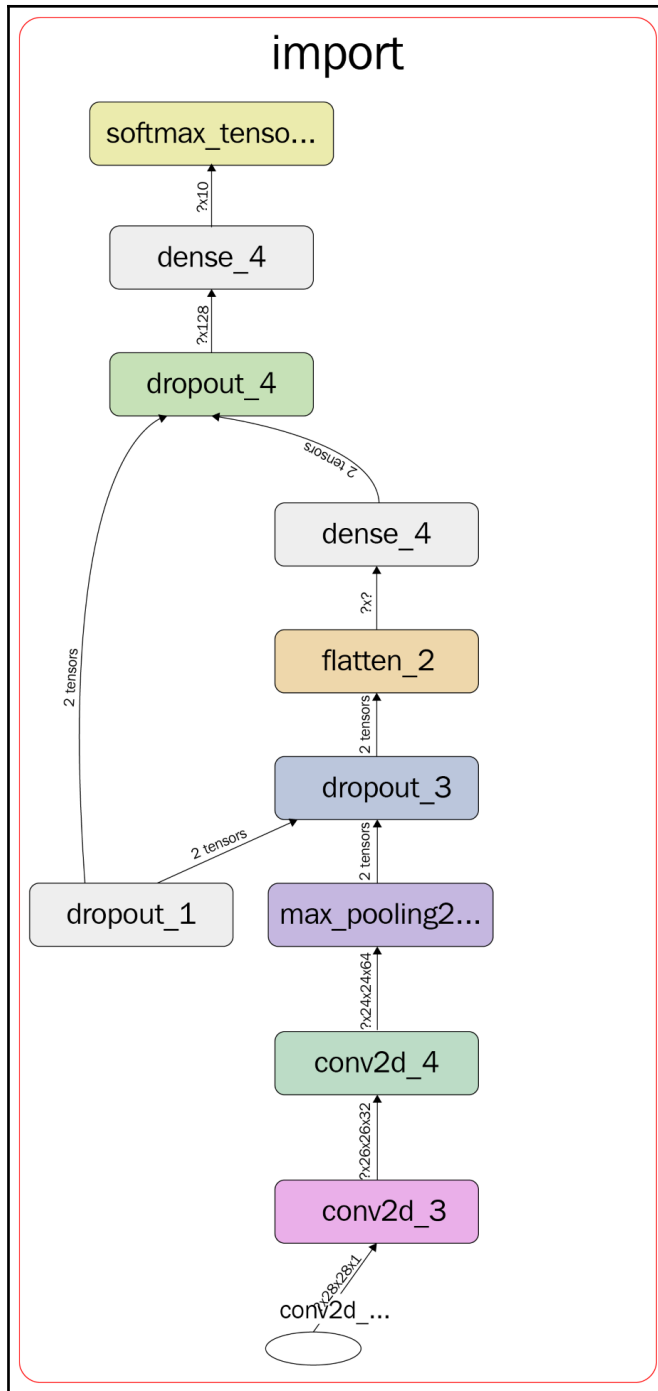 import
softmax_tenso...
?x10
dense_4
?x128
dropout_4
2 tensors
dense_4
?x?
flatten_2
2 tensors
2 tensors
dropout_3
2 tensors
2 tensors
dropout_1
max_pooling2...
?x24x24x64
conv2d_4
?x26x26x32
conv2d_3
?x28x28x1
conv2d_...